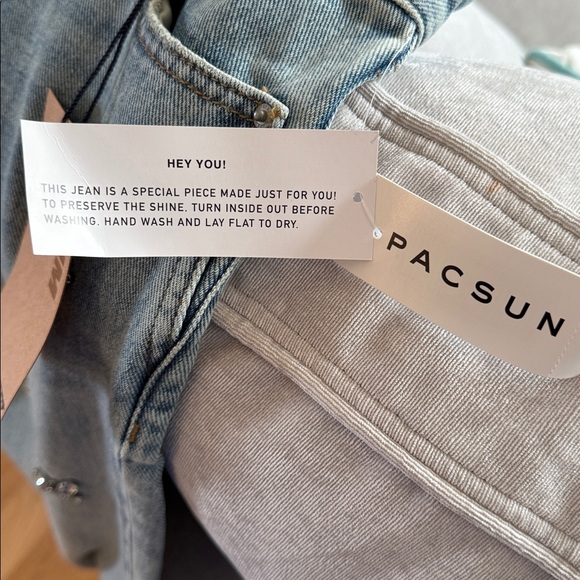 HEY YOU!
THIS JEAN IS A SPECIAL PIECE MADE JUST FOR YOU!
TO PRESERVE THE SHINE, TURN INSIDE OUT BEFORE
WASHING. HAND WASH AND LAY FLAT TO DRY.
PACSUN